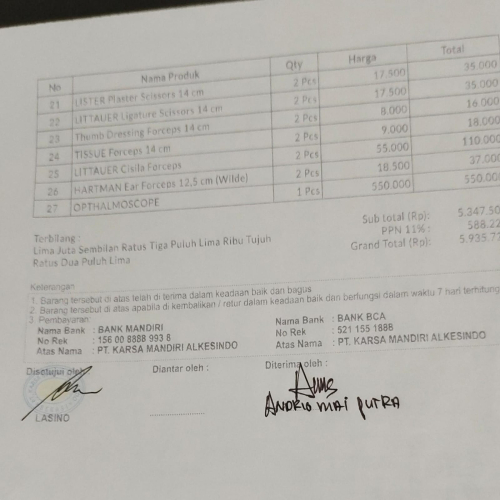 No Nama Produk Qty Harga Total
21 LISTER Plaster Scissors 14 cm 2 Pcs 17.500 35.000
22 LITTAUER Ligature Scissors 14 cm 2 Pcs 17.500 35.000
23 Thomb Dressing Forceps 14 cm 2 Pcs 8.000 16.000
24 TISSUE Forceps 14 cm 2 Pcs 9.000 18.000
25 LITTAUER Cisila Forceps 2 Pcs 55.000 110.000
26 HARTMAN Ear Forceps 12,5 cm (Wilde) 2 Pcs 18.500 37.000
27 OPTHALMOSCOPE 1 Pcs 550.000 550.000
Sub total (Rp): 5.347.50
PPN 11% : 588.22
Grand Total (Rp): 5.935.72
Terbilang :
Lima Juta Sembilan Ratus Tiga Puluh Lima Ribu Tujuh
Ratus Dua Puluh Lima
Keterangan
1. Barang tersebut di atas telah di terima dalam keadaan baik dan bagus
2. Barang tersebut di atas apabila di kembalikan / retur dalam keadaan baik dan berfungsi dalam waktu 7 hari terhitung
3. Pembayaran:
Nama Bank : BANK MANDIRI
No Rek : 156 00 8888 993 8
Atas Nama : PT. KARSA MANDIRI ALKESINDO
Nama Bank : BANK BCA
No Rek : 521 155 1888
Atas Nama : PT. KARSA MANDIRI ALKESINDO
Disetujui oleh
Diantar oleh :
Diterima oleh :
LASINO
ANDRIO MAI PUTRA